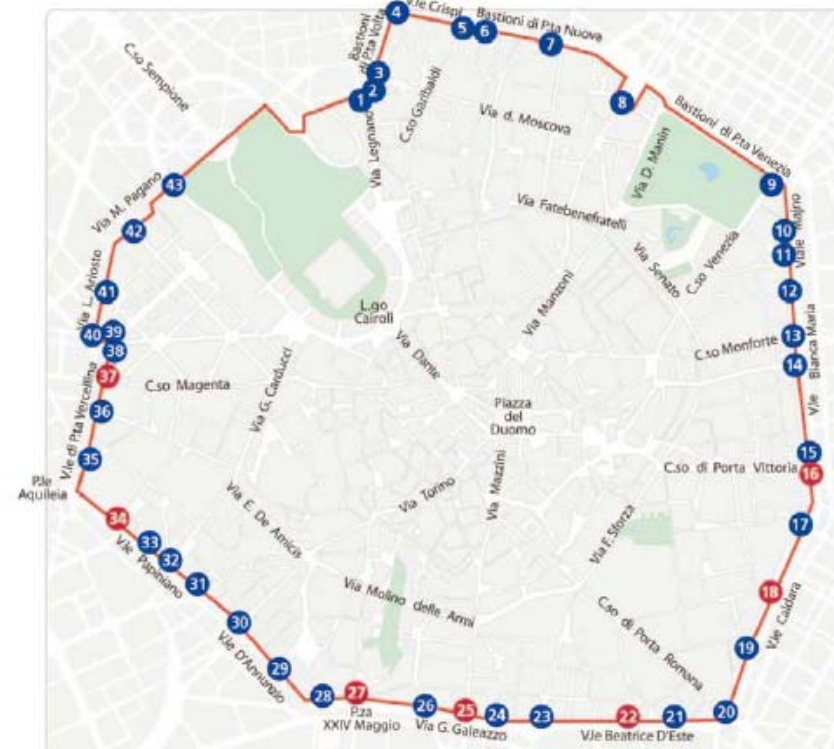 4
V.le Crispi
5
6
Bastioni di P.ta Nuova
7
Bastioni
di P.ta Volta
3
2
1
8
C.so Sempione
C.so Garibaldi
Via Legnano
Via d. Moscova
Bastioni di P.ta Venezia
Via D. Manin
9
43
Via M. Pagano
42
Via Fatebenefratelli
Via Senato
C.so Venezia
10
11
Viale Majno
12
41
Via L. Ariosto
40
39
38
L.go
Cairoli
Via Manzoni
Via Dante
C.so Monforte
13
14
V.le Bianca Maria
37
C.so Magenta
Via G. Carducci
36
V.le di P.ta Vercellina
35
Piazza
del
Duomo
15
C.so di Porta Vittoria
16
P.le
Aquileia
Via Torino
Via Mazzini
34
33
32
31
V.le Papiniano
Via E. De Amicis
Via F. Sforza
17
18
V.le Caldara
Via Molino delle Armi
C.so di Porta Romana
30
29
V.le D'Annunzio
19
28
27
P.za
XXIV Maggio
26
25
Via G. Galeazzo
24
23
22
V.le Beatrice D'Este
21
20